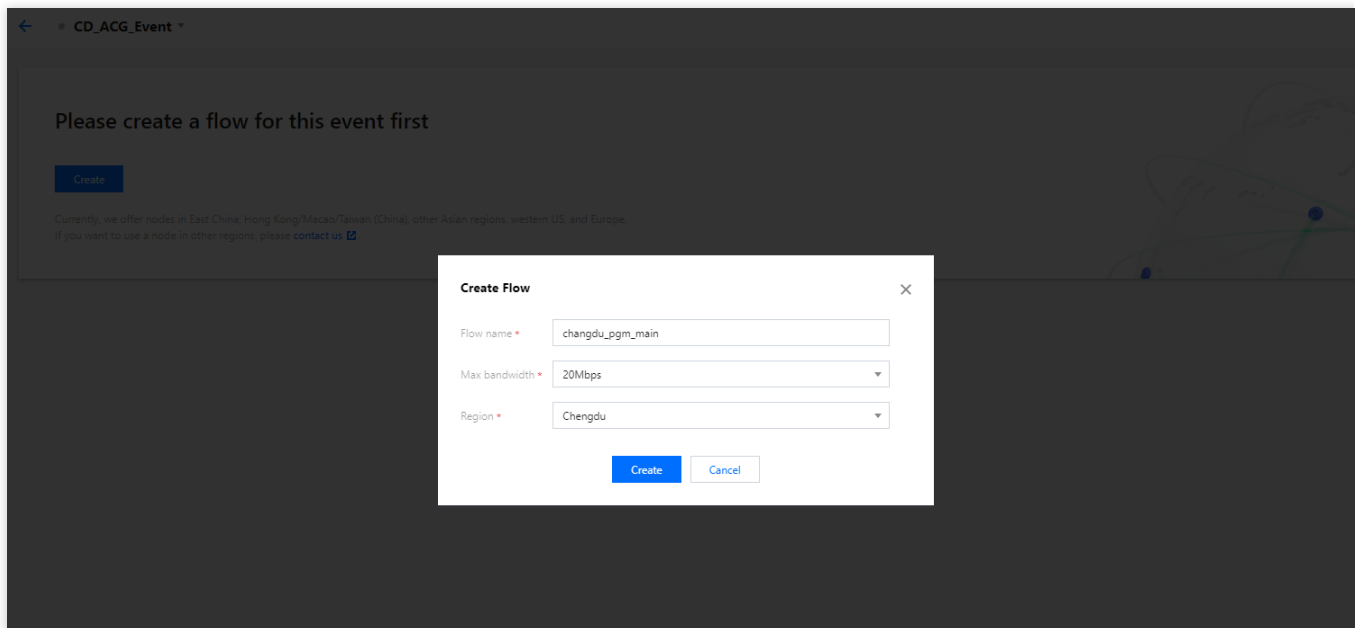 CD_ACG_Event
Please create a flow for this event first
Create
Currently, we offer nodes in East China, Hong Kong/Macao/Taiwan (China), other Asian regions, western US, and Europe.
If you want to use a node in other regions, please contact us
Create Flow
Flow name * changdu_pgm_main
Max bandwidth * 20Mbps
Region * Chengdu
Create Cancel